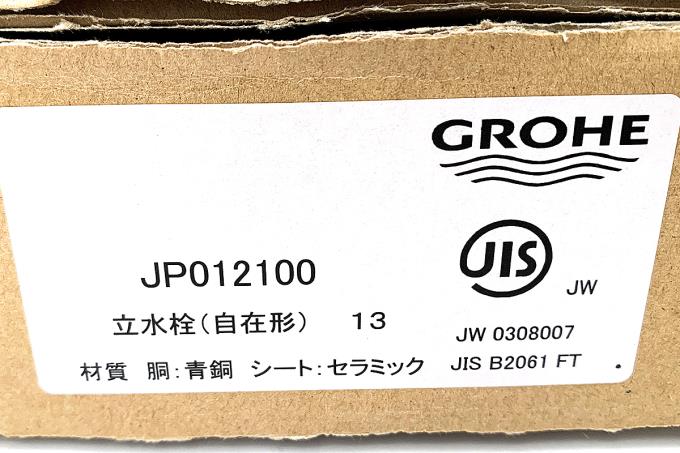 GROHE
JIS
JW
JP012100
立水栓（自在形） 13
JW 0308007
材質 胴：青銅 シート：セラミック
JIS B2061 FT .